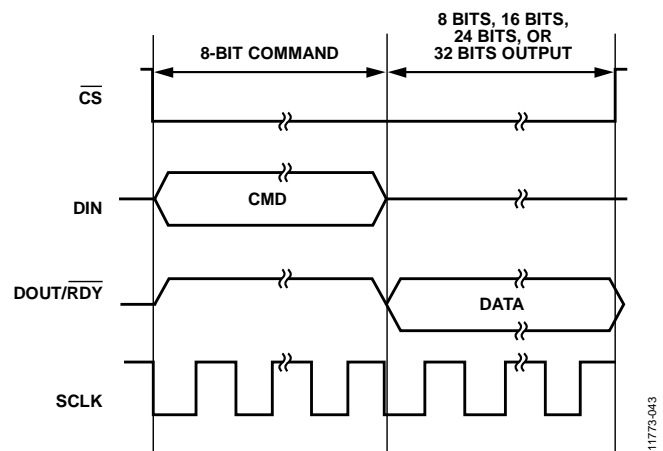 8 BITS, 16 BITS,
24 BITS, OR
32 BITS OUTPUT
8-BIT COMMAND
CS
DIN
CMD
DOUT/RDY
DATA
SCLK
11773-043